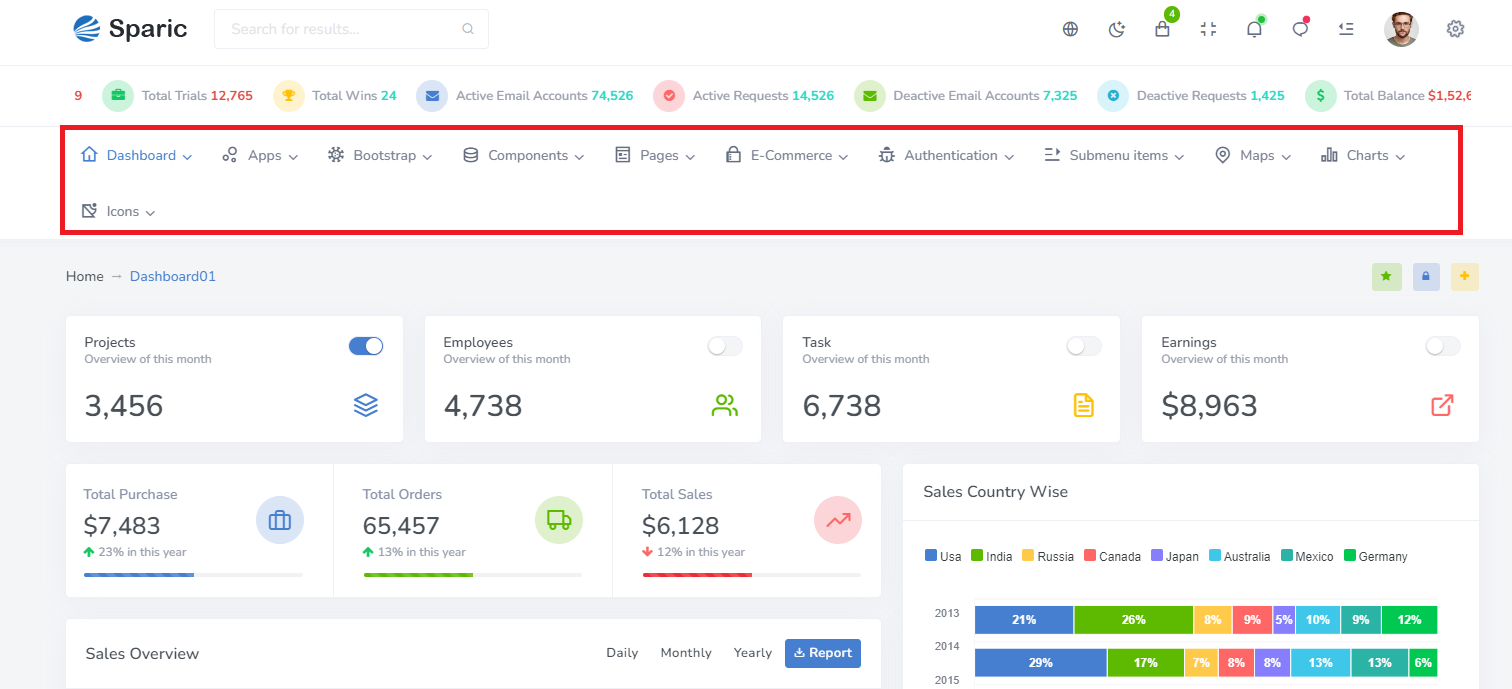 Sparic
Search for results...
4
9 Total Trials 12,765 Total Wins 24 Active Email Accounts 74,526 Active Requests 14,526 Deactive Email Accounts 7,325 Deactive Requests 1,425 Total Balance $1,52,6
Dashboard Apps Bootstrap Components Pages E-Commerce Authentication Submenu items Maps Charts
Icons
Home → Dashboard01
Projects
Overview of this month
3,456
Employees
Overview of this month
4,738
Task
Overview of this month
6,738
Earnings
Overview of this month
$8,963
Total Purchase
$7,483
23% in this year
Total Orders
65,457
13% in this year
Total Sales
$6,128
12% in this year
Sales Country Wise
Usa India Russia Canada Japan Australia Mexico Germany
2013 21% 26% 8% 9% 5% 10% 9% 12%
2014 29% 17% 7% 8% 8% 13% 13% 6%
2015
Sales Overview
Daily Monthly Yearly Report